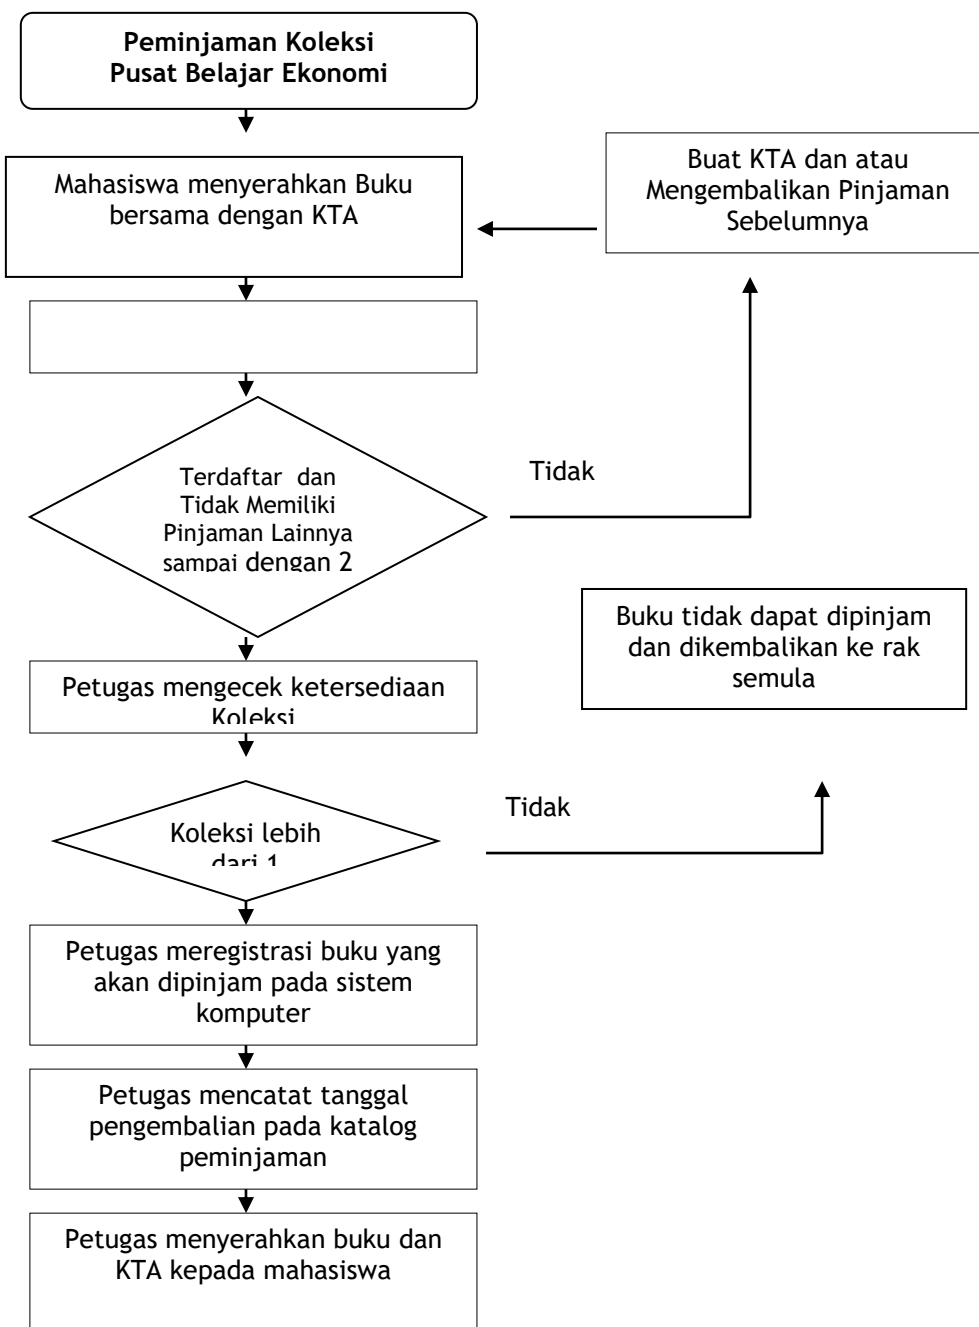 Peminjaman Koleksi
Pusat Belajar Ekonomi
Mahasiswa menyerahkan Buku
bersama dengan KTA
Buat KTA dan atau
Mengembalikan Pinjaman
Sebelumnya
Terdaftar dan
Tidak Memiliki
Pinjaman Lainnya
sampai dengan 2
Tidak
Buku tidak dapat dipinjam
dan dikembalikan ke rak
semula
Petugas mengecek ketersediaan
Koleksi
Koleksi lebih
dari 1
Tidak
Petugas meregistrasi buku yang
akan dipinjam pada sistem
komputer
Petugas mencatat tanggal
pengembalian pada katalog
peminjaman
Petugas menyerahkan buku dan
KTA kepada mahasiswa